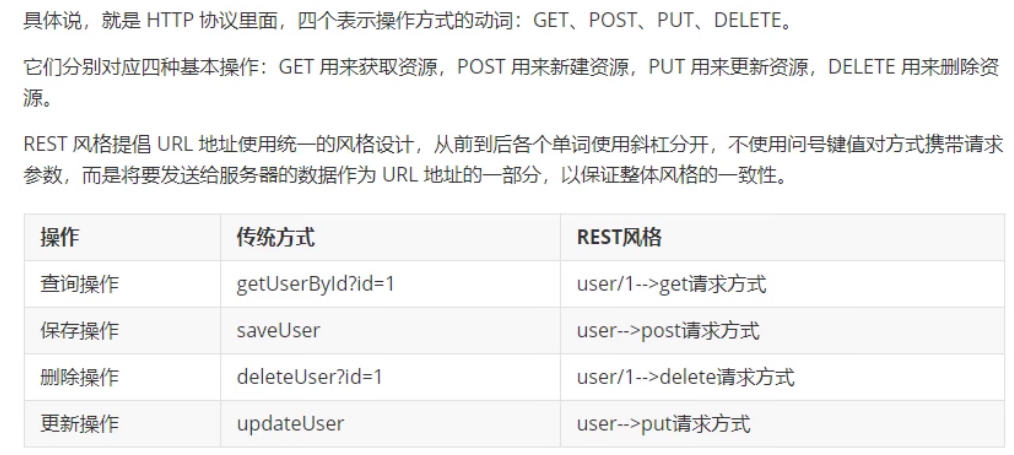 具体说，就是 HTTP 协议里面，四个表示操作方式的动词：GET、POST、PUT、DELETE。
它们分别对应四种基本操作：GET 用来获取资源，POST 用来新建资源，PUT 用来更新资源，DELETE 用来删除资
源。
REST 风格提倡 URL 地址使用统一的风格设计，从前到后各个单词使用斜杠分开，不使用问号键值对方式携带请求
参数，而是将要发送给服务器的数据作为 URL 地址的一部分，以保证整体风格的一致性。
操作 传统方式 REST风格
查询操作 getUserById?id=1 user/1-->get请求方式
保存操作 saveUser user-->post请求方式
删除操作 deleteUser?id=1 user/1-->delete请求方式
更新操作 updateUser user-->put请求方式